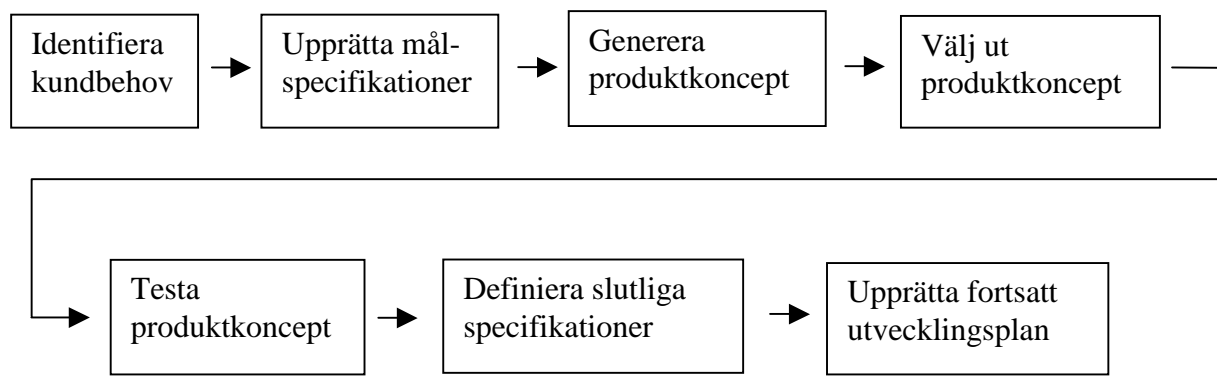 Identifiera
kundbehov
Upprätta mål-
specifikationer
Generera
produktkoncept
Välj ut
produktkoncept
Testa
produktkoncept
Definiera slutliga
specifikationer
Upprätta fortsatt
utvecklingsplan